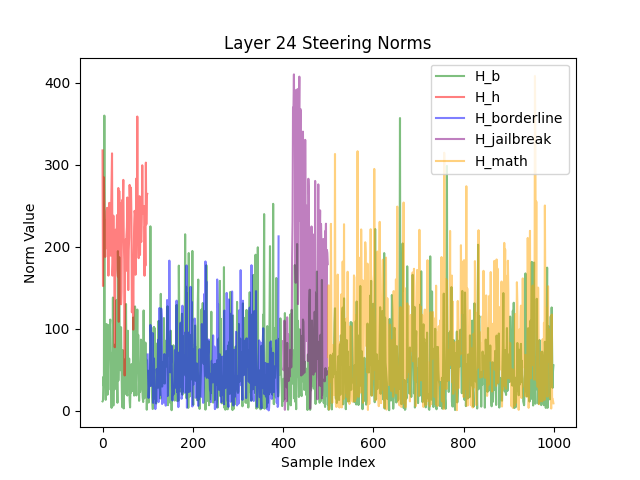 Layer 24 Steering Norms
H_b
H_h
H_borderline
H_jailbreak
H_math
Norm Value
400
300
200
100
0
0 200 400 600 800 1000
Sample Index